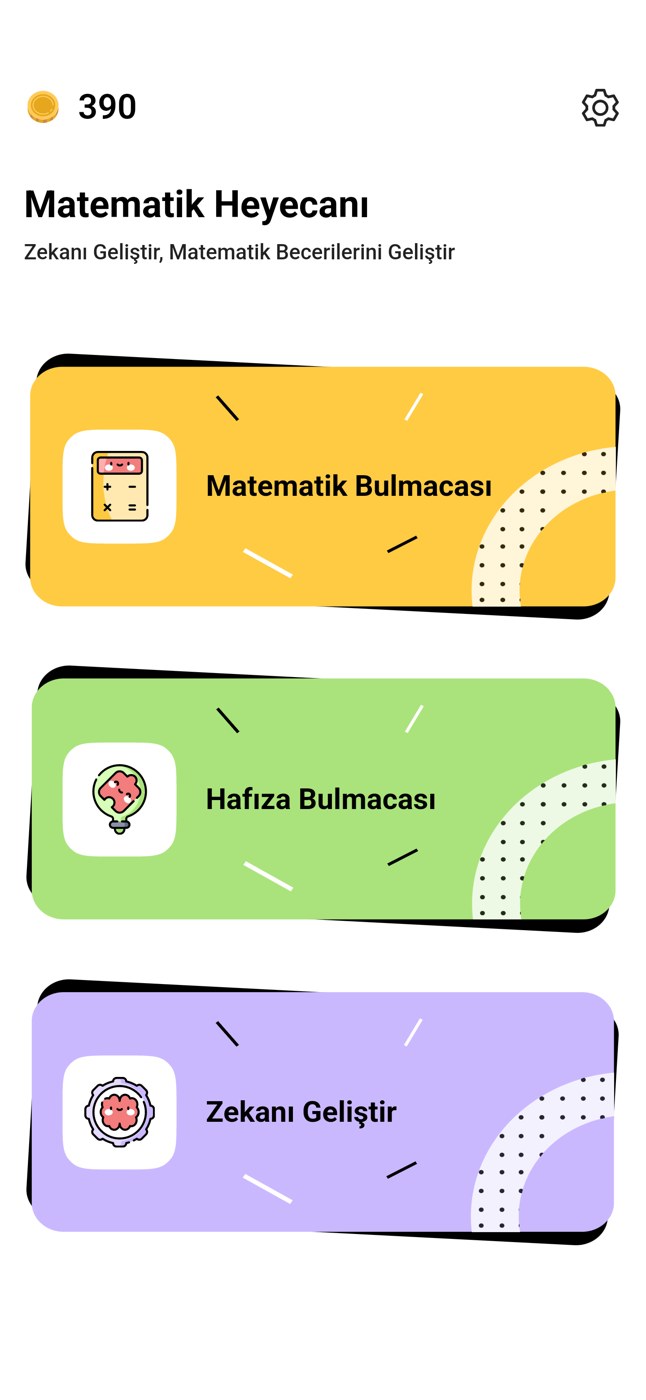 390
Matematik Heyecanı
Zekanı Geliştir, Matematik Becerilerini Geliştir
Matematik Bulmacası
Hafıza Bulmacası
Zekanı Geliştir